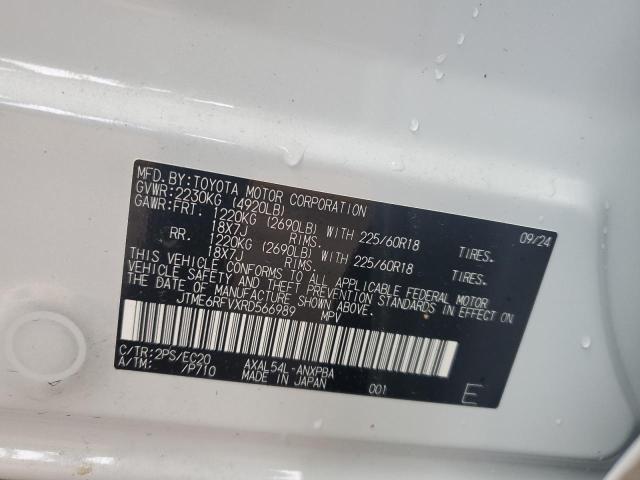 MFD.BY:TOYOTA MOTOR CORPORATION 09/24
GVWR:2230KG (4920LB)
GAWR:FRT. 1220KG (2690LB) WITH 225/60R18 TIRES.
18X7J RIMS.
RR. 1220KG (2690LB) WITH 225/60R18 TIRES.
18X7J RIMS.
THIS VEHICLE CONFORMS TO ALL APPLICABLE FEDERAL MOTOR
VEHICLE SAFETY AND THEFT PREVENTION STANDARDS IN EFFECT ON
THE DATE OF MANUFACTURE SHOWN ABOVE.
JTME6RFVXRD566989 MPV
C/TR:2PS/EC20 AXAL54L-ANXPBA
A/TM: /P710 MADE IN JAPAN 001 E